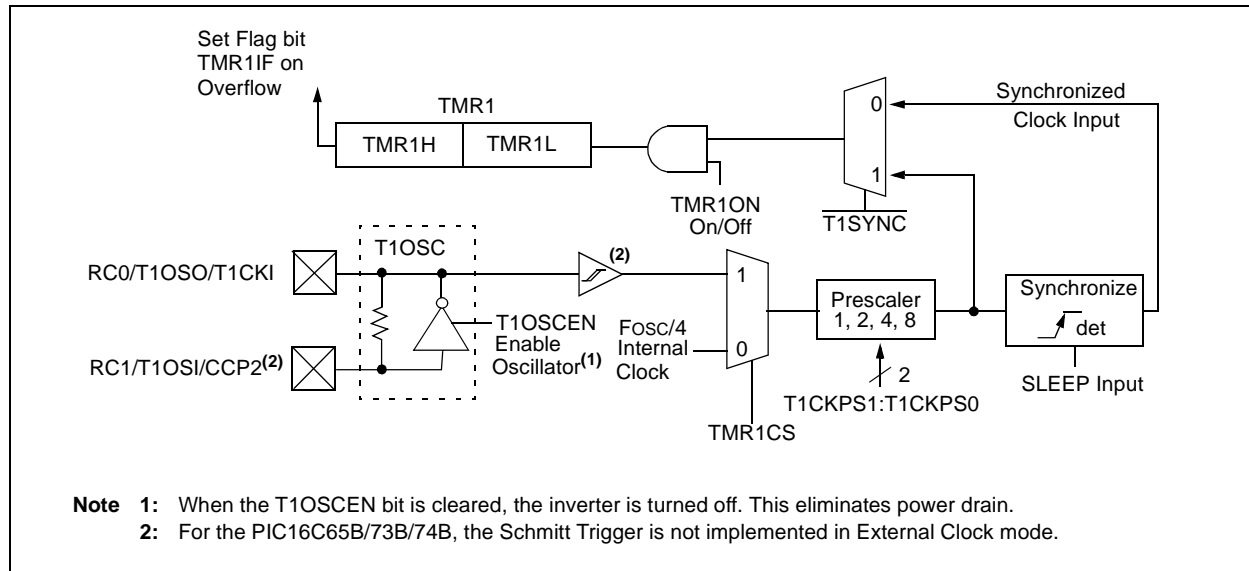 Set Flag bit
TMR1IF on
Overflow
TMR1
TMR1H
TMR1L
TMR1ON
On/Off
0
1
T1SYNC
Synchronized
Clock Input
RC0/T1OSO/T1CKI
RC1/T1OSI/CCP2(2)
T1OSC
T1OSCEN
Enable
Oscillator(1)
(2)
FOSC/4
Internal
Clock
1
0
TMR1CS
Prescaler
1, 2, 4, 8
2
T1CKPS1:T1CKPS0
Synchronize
det
SLEEP Input
Note 1: When the T1OSCEN bit is cleared, the inverter is turned off. This eliminates power drain.
2: For the PIC16C65B/73B/74B, the Schmitt Trigger is not implemented in External Clock mode.